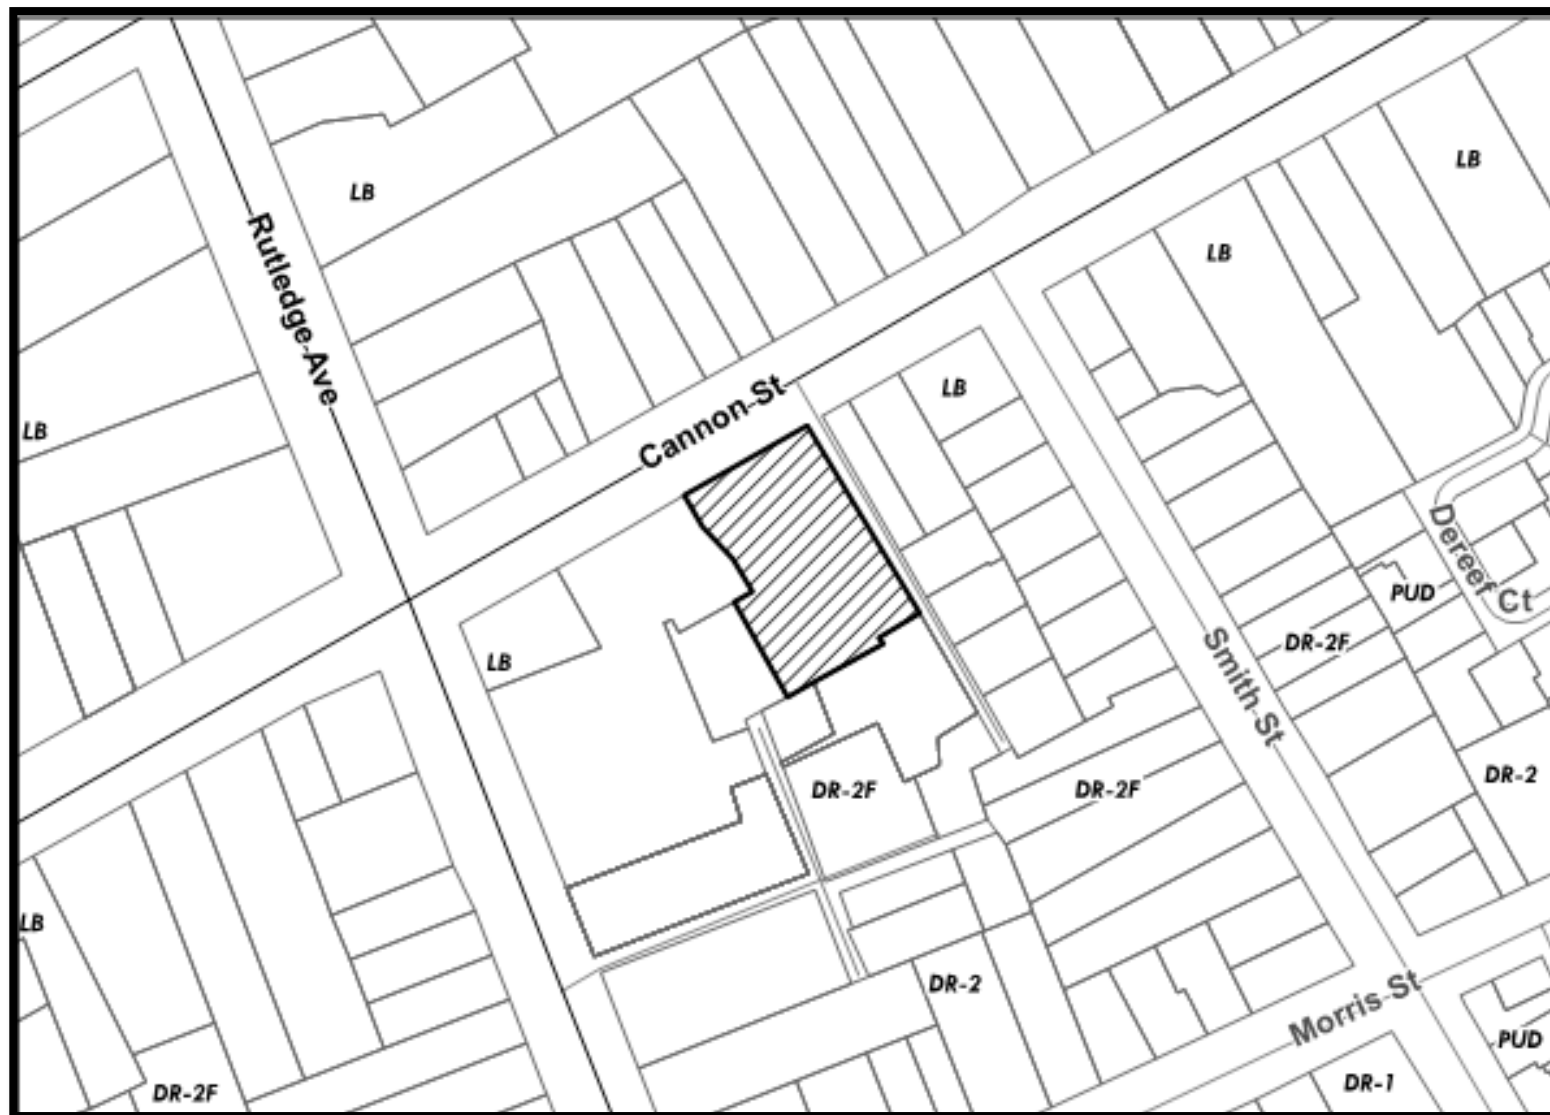 LB
LB
Rutledge Ave
LB
LB
Cannon St
LB
Dereef Ct
PUD
DR-2F
Smith St
LB
DR-2
DR-2F
DR-2F
LB
DR-2
Morris St
PUD
DR-1
DR-2F